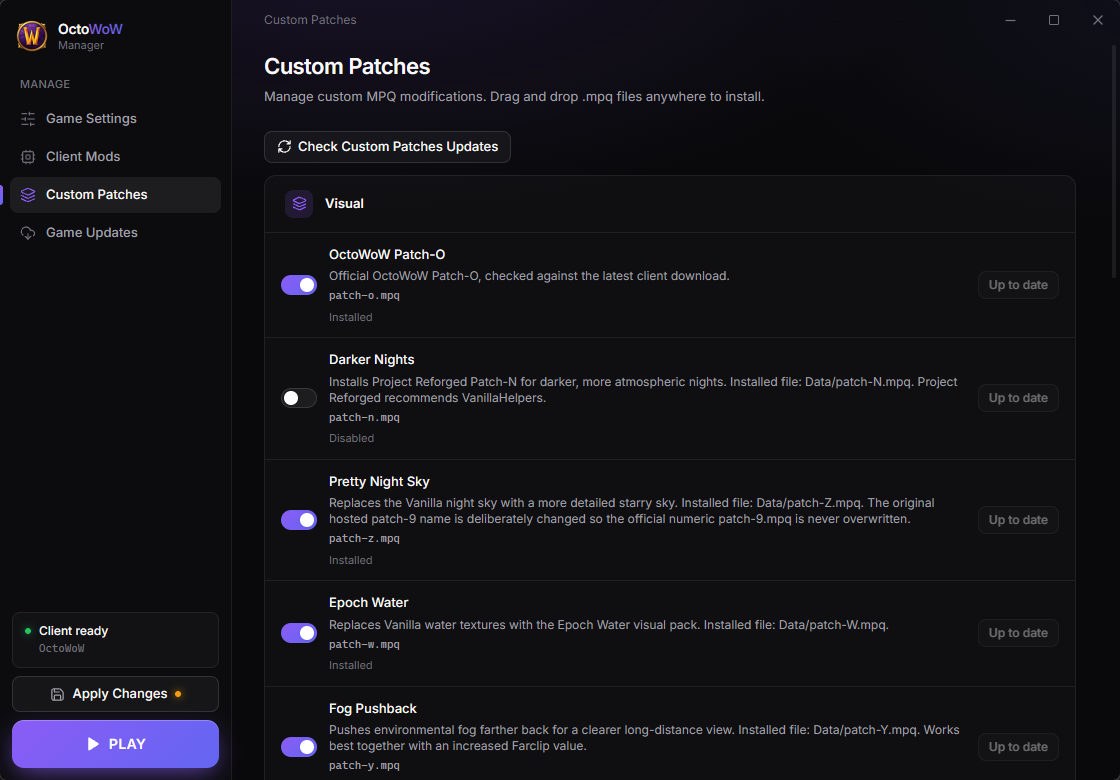 OctoWoW
Manager
MANAGE
Game Settings
Client Mods
Custom Patches
Game Updates
Client ready
OctoWoW
Apply Changes
PLAY
Custom Patches
Custom Patches
Manage custom MPQ modifications. Drag and drop .mpq files anywhere to install.
Check Custom Patches Updates
Visual
OctoWoW Patch-O
Official OctoWoW Patch-O, checked against the latest client download.
patch-o.mpq
Installed
Up to date
Darker Nights
Installs Project Reforged Patch-N for darker, more atmospheric nights. Installed file: Data/patch-N.mpq. Project
Reforged recommends VanillaHelpers.
patch-n.mpq
Disabled
Up to date
Pretty Night Sky
Replaces the Vanilla night sky with a more detailed starry sky. Installed file: Data/patch-Z.mpq. The original
hosted patch-9 name is deliberately changed so the official numeric patch-9.mpq is never overwritten.
patch-z.mpq
Installed
Up to date
Epoch Water
Replaces Vanilla water textures with the Epoch Water visual pack. Installed file: Data/patch-W.mpq.
patch-w.mpq
Installed
Up to date
Fog Pushback
Pushes environmental fog farther back for a clearer long-distance view. Installed file: Data/patch-Y.mpq. Works
best together with an increased Farclip value.
patch-y.mpq
Up to date